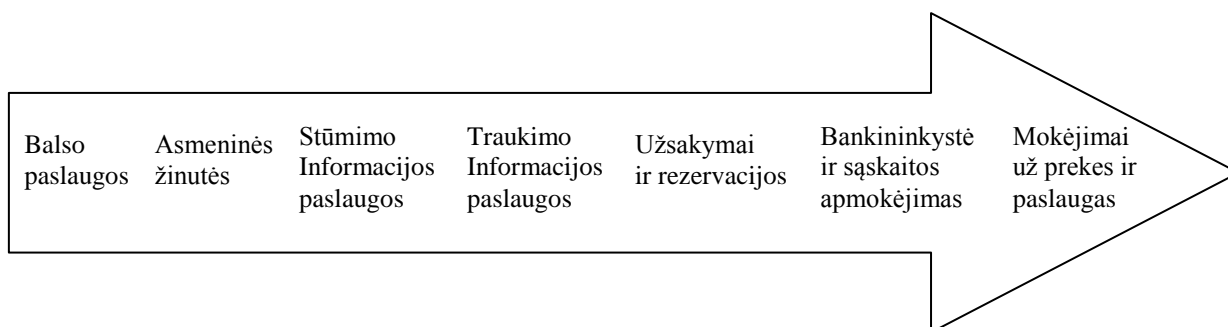 Balso
paslaugos
Asmeninės
žinutės
Stūmimo
Informacijos
paslaugos
Traukimo
Informacijos
paslaugos
Užsakymai
ir rezervacijos
Bankininkystė
ir sąskaitos
apmokėjimas
Mokėjimai
už prekes ir
paslaugas